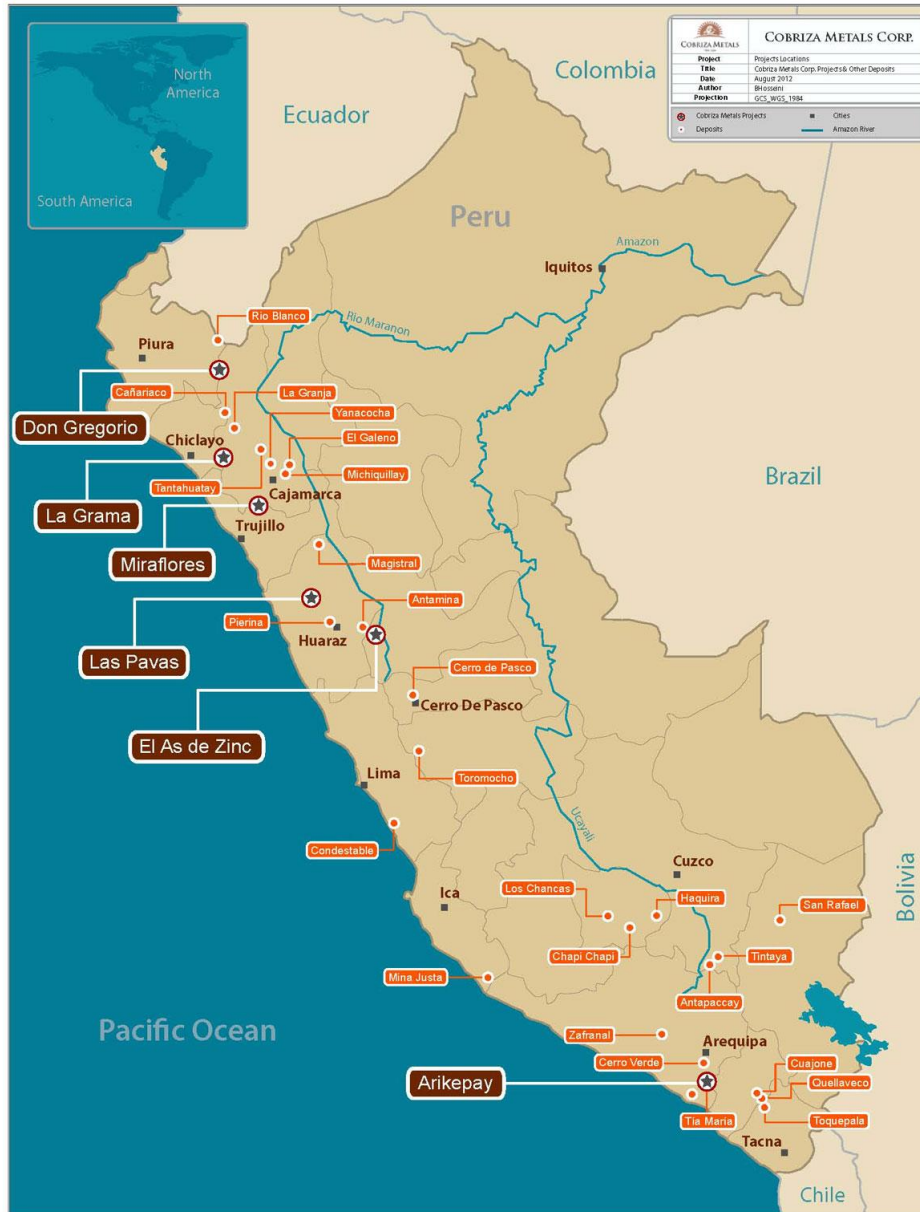 COBRIZA METALS
COBRIZA METALS CORP.
Project Projects Locations
Title Cobriza Metals Corp. Projects & Other Deposits
Date August 2012
Author BHosseini
Projection GCS_WGS_1984
Cobriza Metals Projects
Cities
Deposits
Amazon River
North
America
South America
Colombia
Ecuador
Peru
Amazon
Iquitos
Rio Blanco
Rio Maranon
Piura
Cañariaco
La Granja
Yanacocha
Don Gregorio
El Galeno
Chiclayo
Michiquillay
Brazil
Tantahuatay
Cajamarca
La Grama
Trujillo
Miraflores
Magistral
Antamina
Pierina
Huaraz
Las Pavas
Cerro de Pasco
Cerro De Pasco
El As de Zinc
Lima
Toromocho
Ucayali
Condestable
Cuzco
Bolivia
Los Chancas
Haquira
Ica
San Rafael
Chapi Chapi
Tintaya
Mina Justa
Antapaccay
Pacific Ocean
Zafranal
Arequipa
Cerro Verde
Cuajone
Arikepay
Quellaveco
Tia Maria
Toquepala
Tacna
Chile